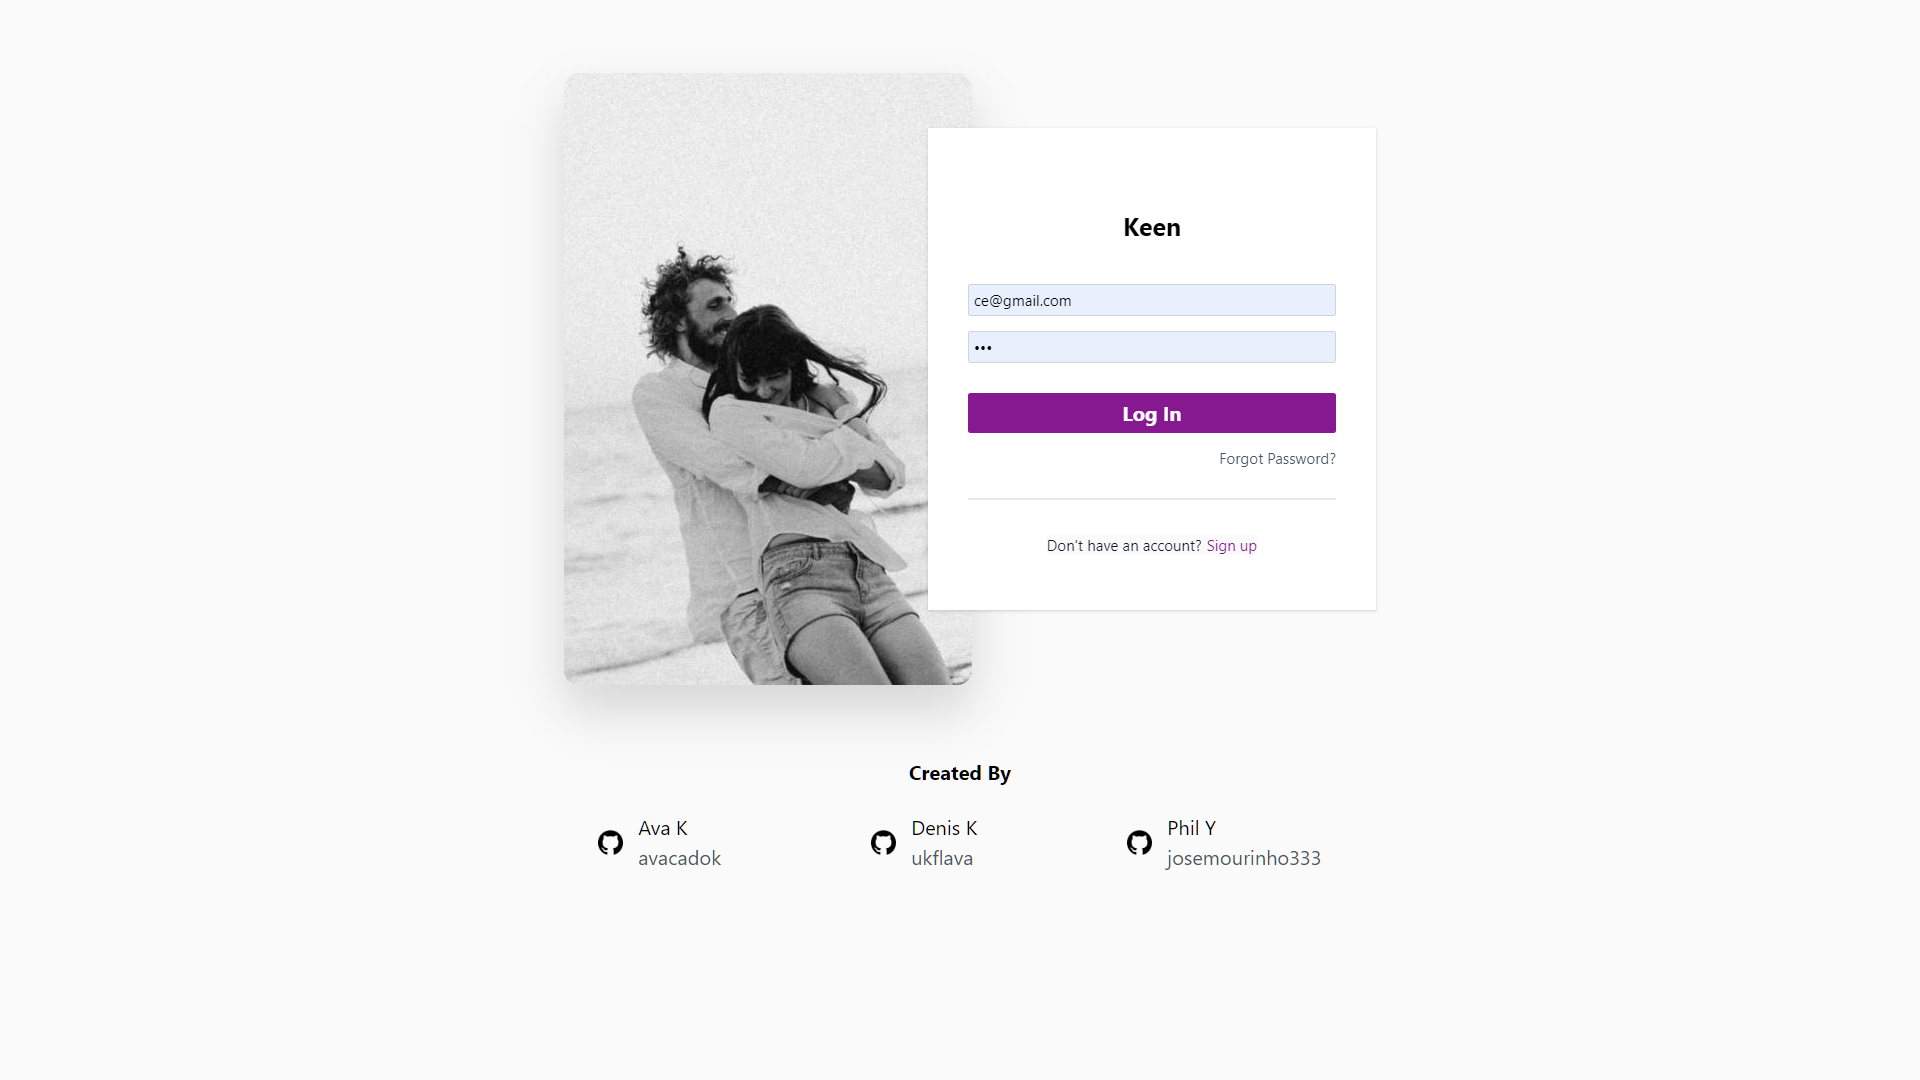 Keen
ce@gmail.com
•••
Log In
Forgot Password?
Don't have an account? Sign up
Created By
Ava K
avacadok
Denis K
ukflava
Phil Y
josemourinho333